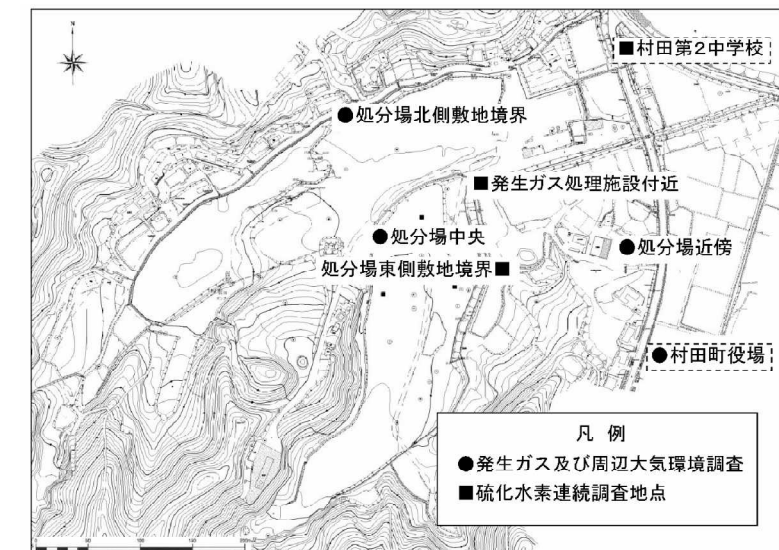 N
■村田第2中学校
●処分場北側敷地境界
■発生ガス処理施設付近
●処分場中央
●処分場近傍
処分場東側敷地境界■
●村田町役場
凡 例
●発生ガス及び周辺大気環境調査
■硫化水素連続調査地点